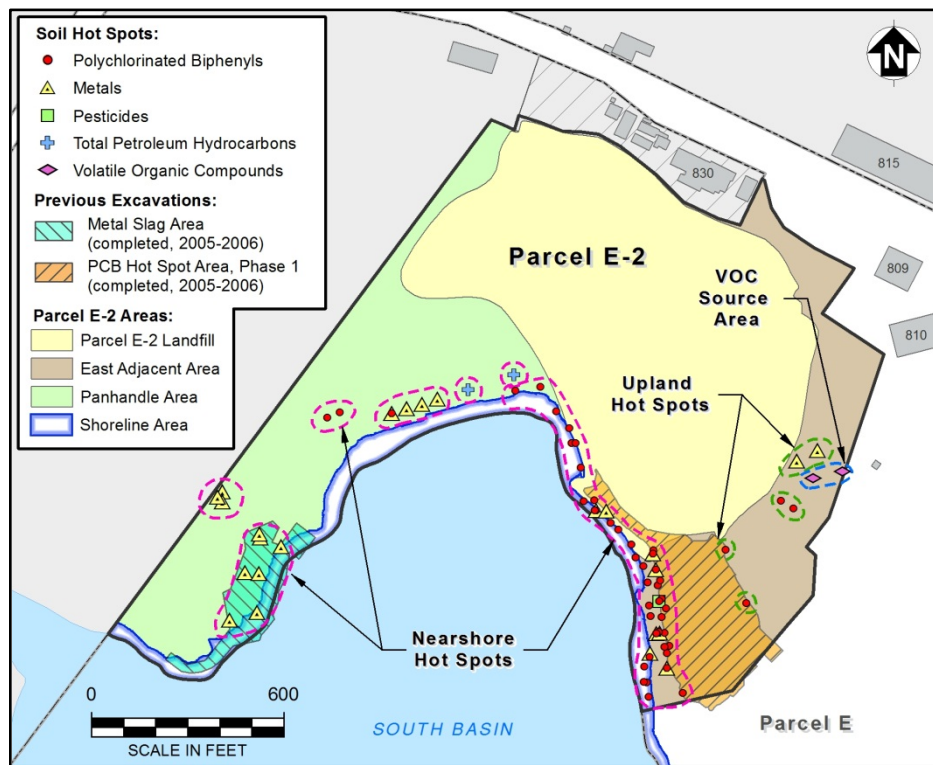 Soil Hot Spots:
Polychlorinated Biphenyls
Metals
Pesticides
Total Petroleum Hydrocarbons
Volatile Organic Compounds
Previous Excavations:
Metal Slag Area
(completed, 2005-2006)
PCB Hot Spot Area, Phase 1
(completed, 2005-2006)
Parcel E-2 Areas:
Parcel E-2 Landfill
East Adjacent Area
Panhandle Area
Shoreline Area
N
815
830
809
810
Parcel E-2
VOC
Source
Area
Upland
Hot Spots
Nearshore
Hot Spots
0 600
SCALE IN FEET
SOUTH BASIN
Parcel E